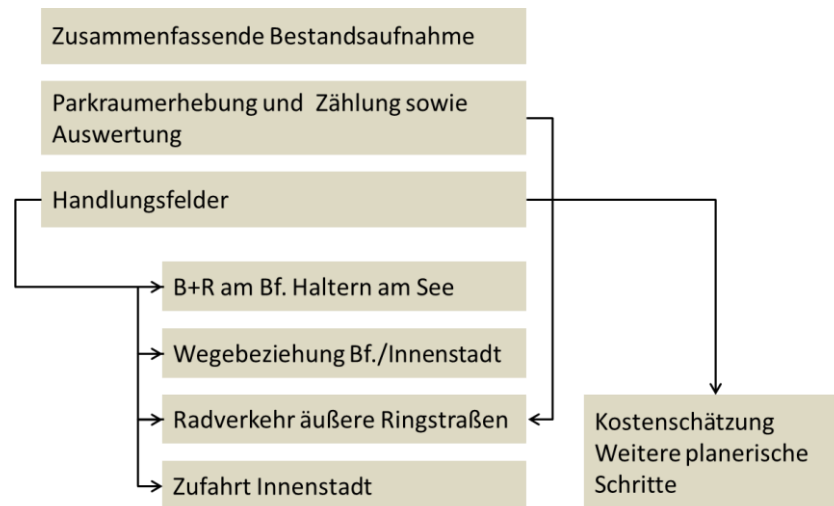 Zusammenfassende Bestandsaufnahme
Parkraumerhebung und Zählung sowie
Auswertung
Handlungsfelder
B+R am Bf. Haltern am See
Wegebeziehung Bf./Innenstadt
Radverkehr äußere Ringstraßen
Zufahrt Innenstadt
Kostenschätzung
Weitere planerische
Schritte